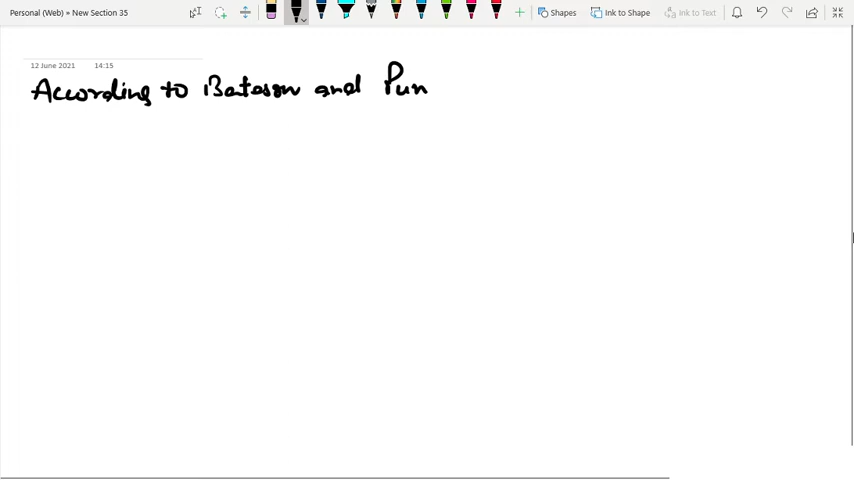 Personal (Web) » New Section 35
Shapes
Ink to Shape
Ink to Text
12 June 2021 14:15
According to Bateson and Pun